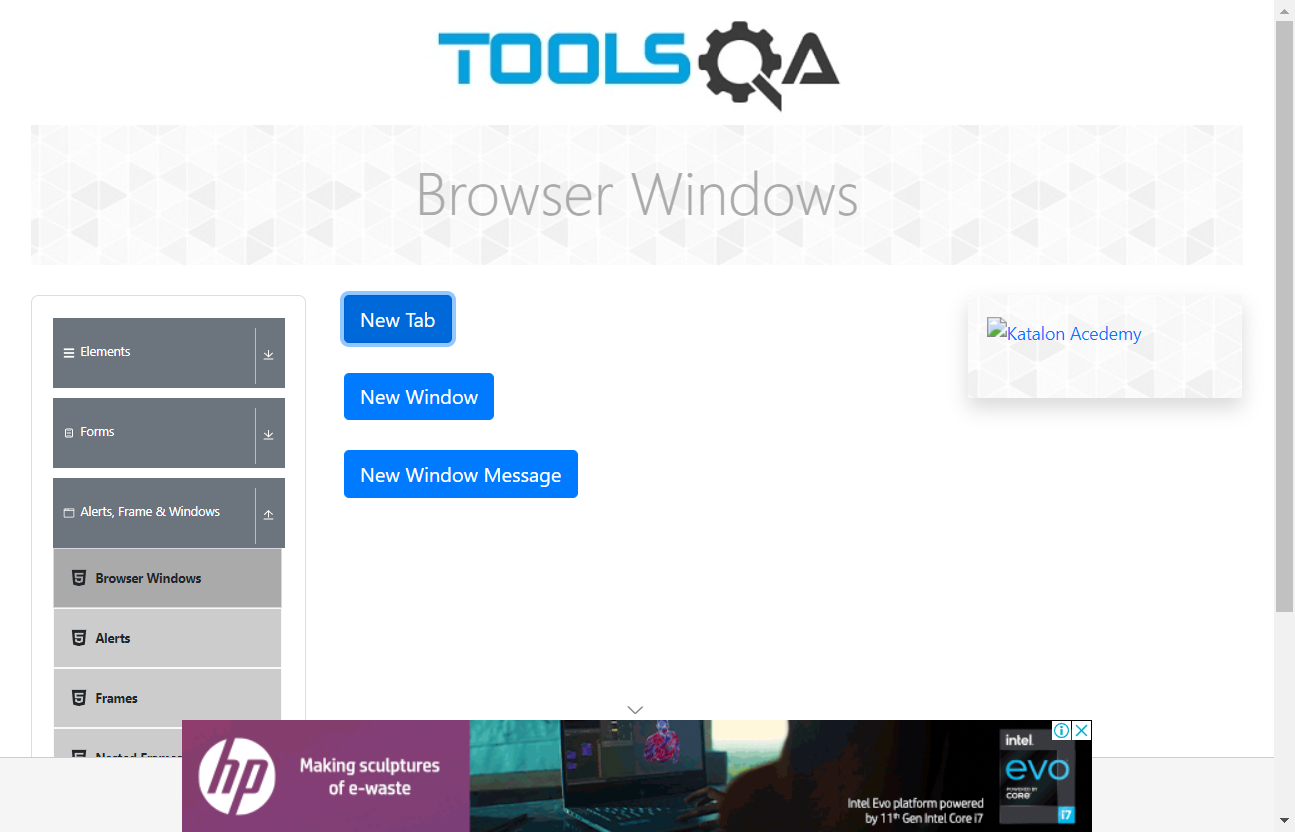 TOOLSQA
Browser Windows
Elements
Forms
Alerts, Frame & Windows
Browser Windows
Alerts
Frames
Nested Frames
New Tab
New Window
New Window Message
Katalon Acedemy
hp
Making sculptures
of e-waste
Intel Evo platform powered
by 11th Gen Intel Core i7
intel.
evo
POWERED BY
CORE
i7